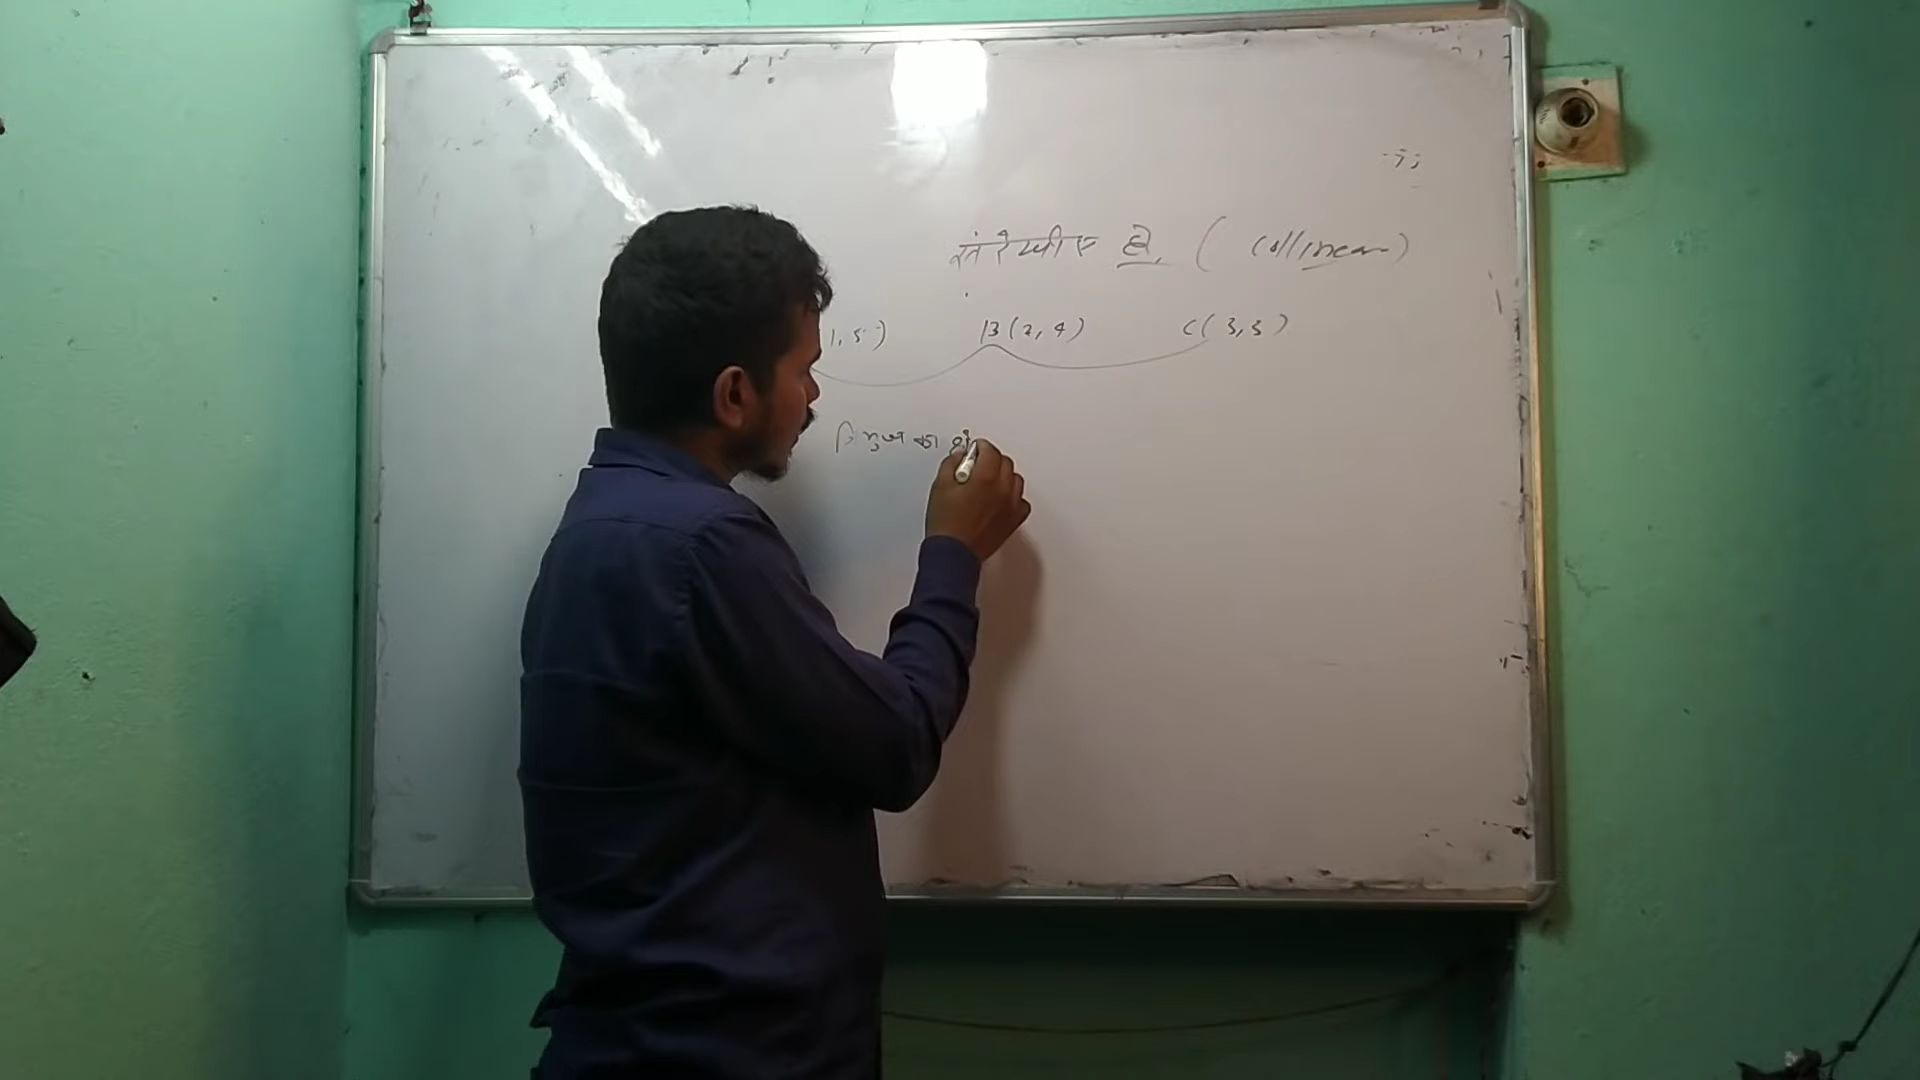 संरेखीय है. ( collinear )
1, 5 ) B ( 2, 4 ) C ( 3, 3 )
त्रिभुज का